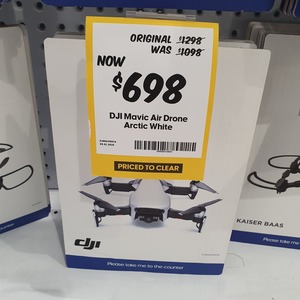 ORIGINAL $1298
WAS $1098
NOW
$698
DJI Mavic Air Drone
Arctic White
PRICED TO CLEAR
dji
Please take me to the counter
KAISER BAAS